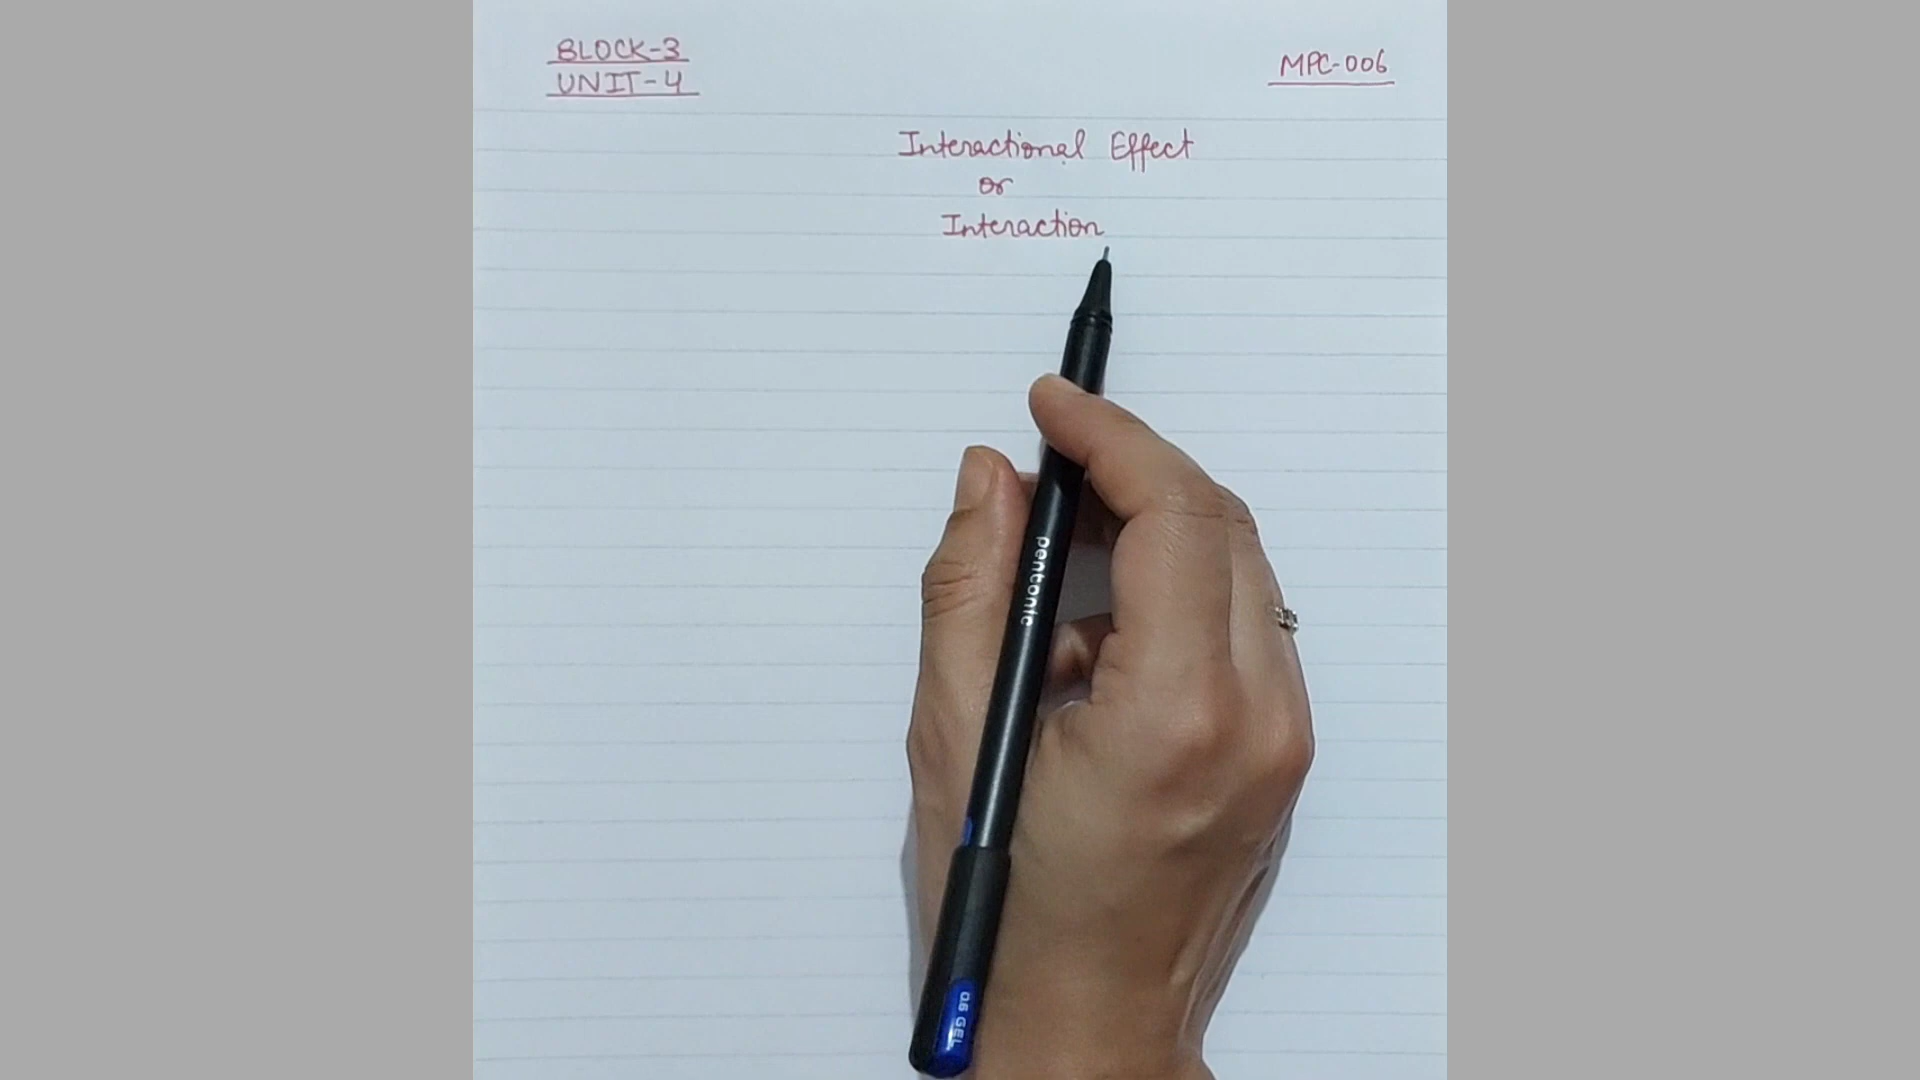 BLOCK-3
UNIT-4
MPC-006
Interactional Effect
or
Interaction
pentonic
0.6 GEL